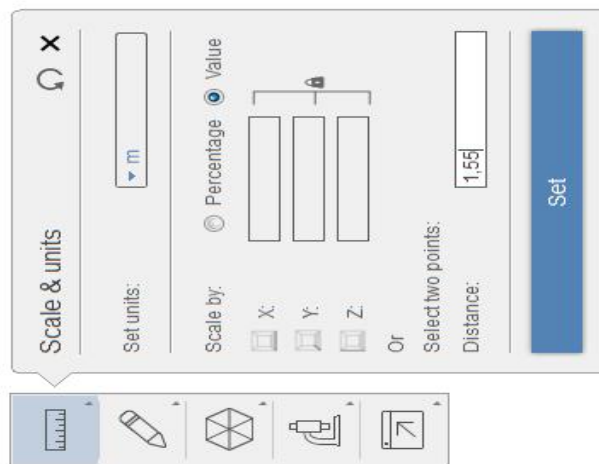 Scale & units
Set units:
m
Scale by:
Percentage
Value
X:
Y:
Z:
Or
Select two points:
Distance:
1,55
Set